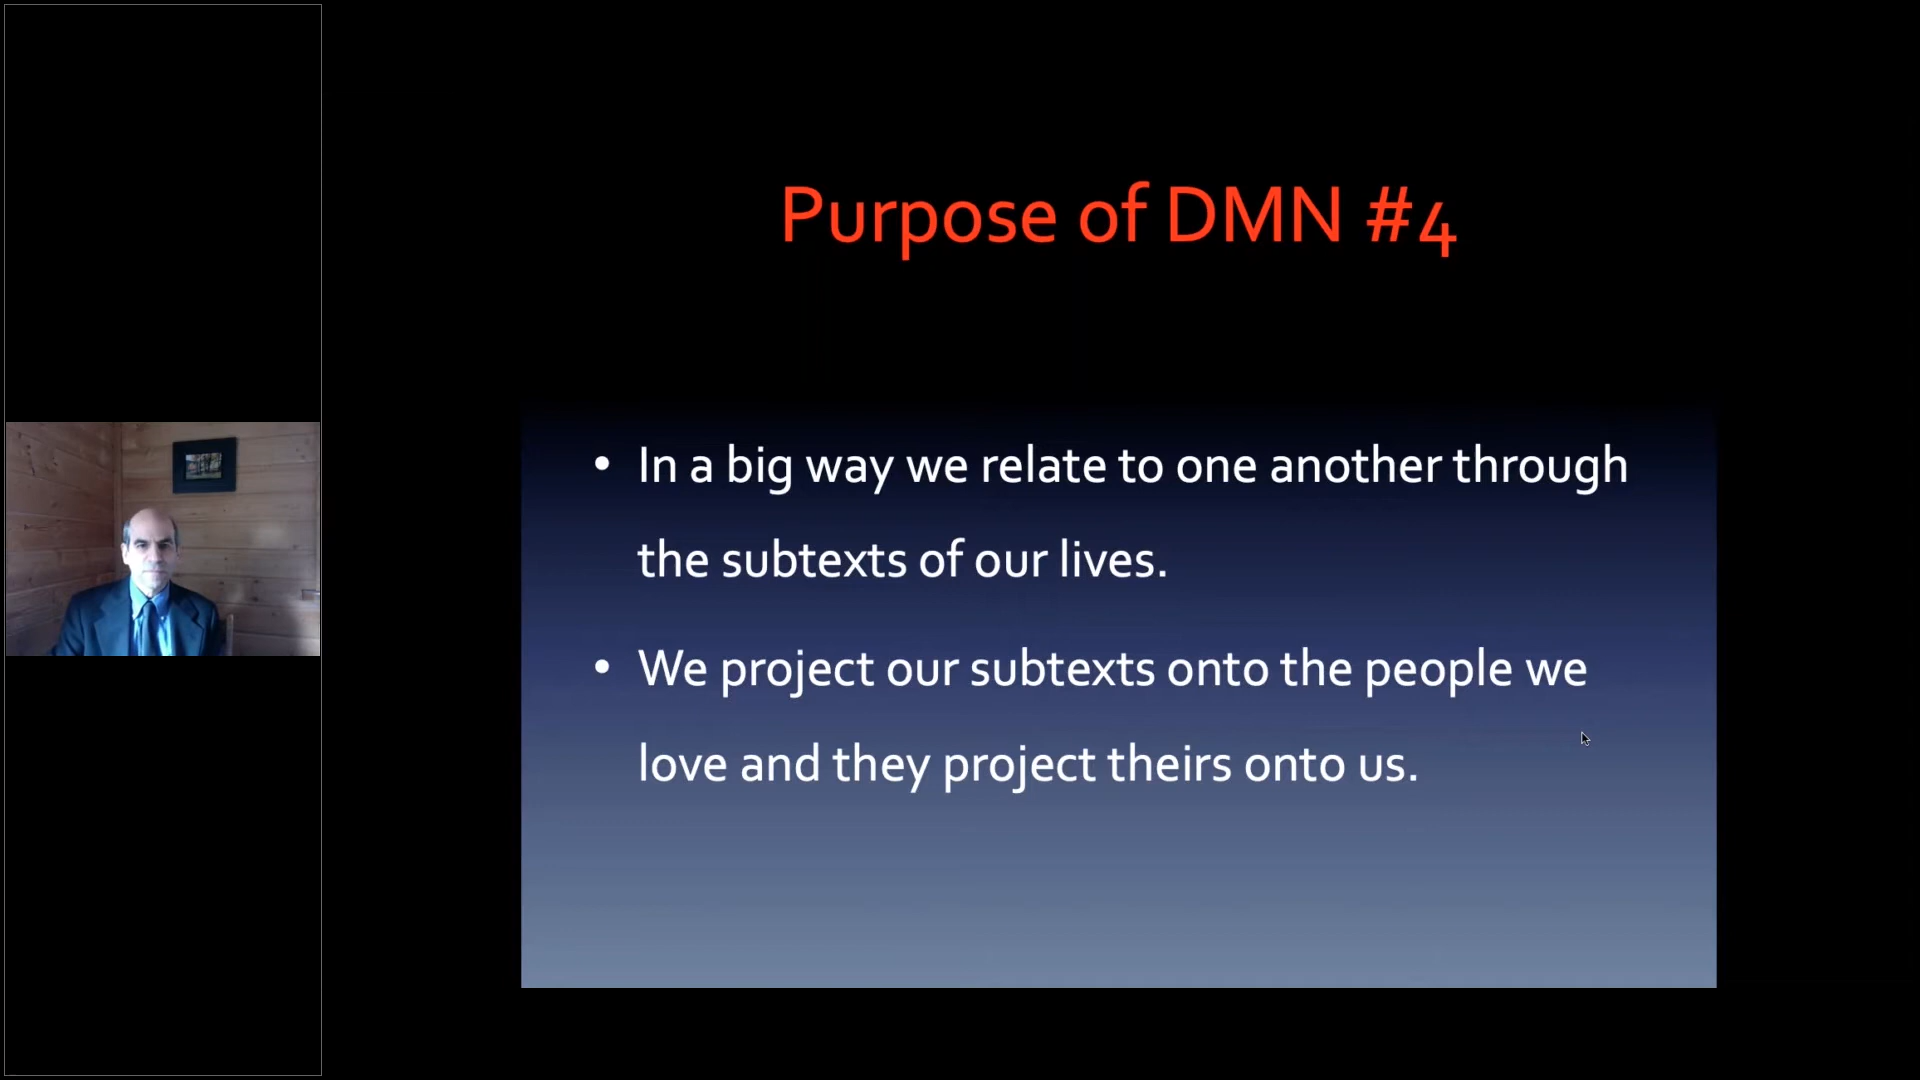 Purpose of DMN #4
• In a big way we relate to one another through
the subtexts of our lives.
• We project our subtexts onto the people we
love and they project theirs onto us.